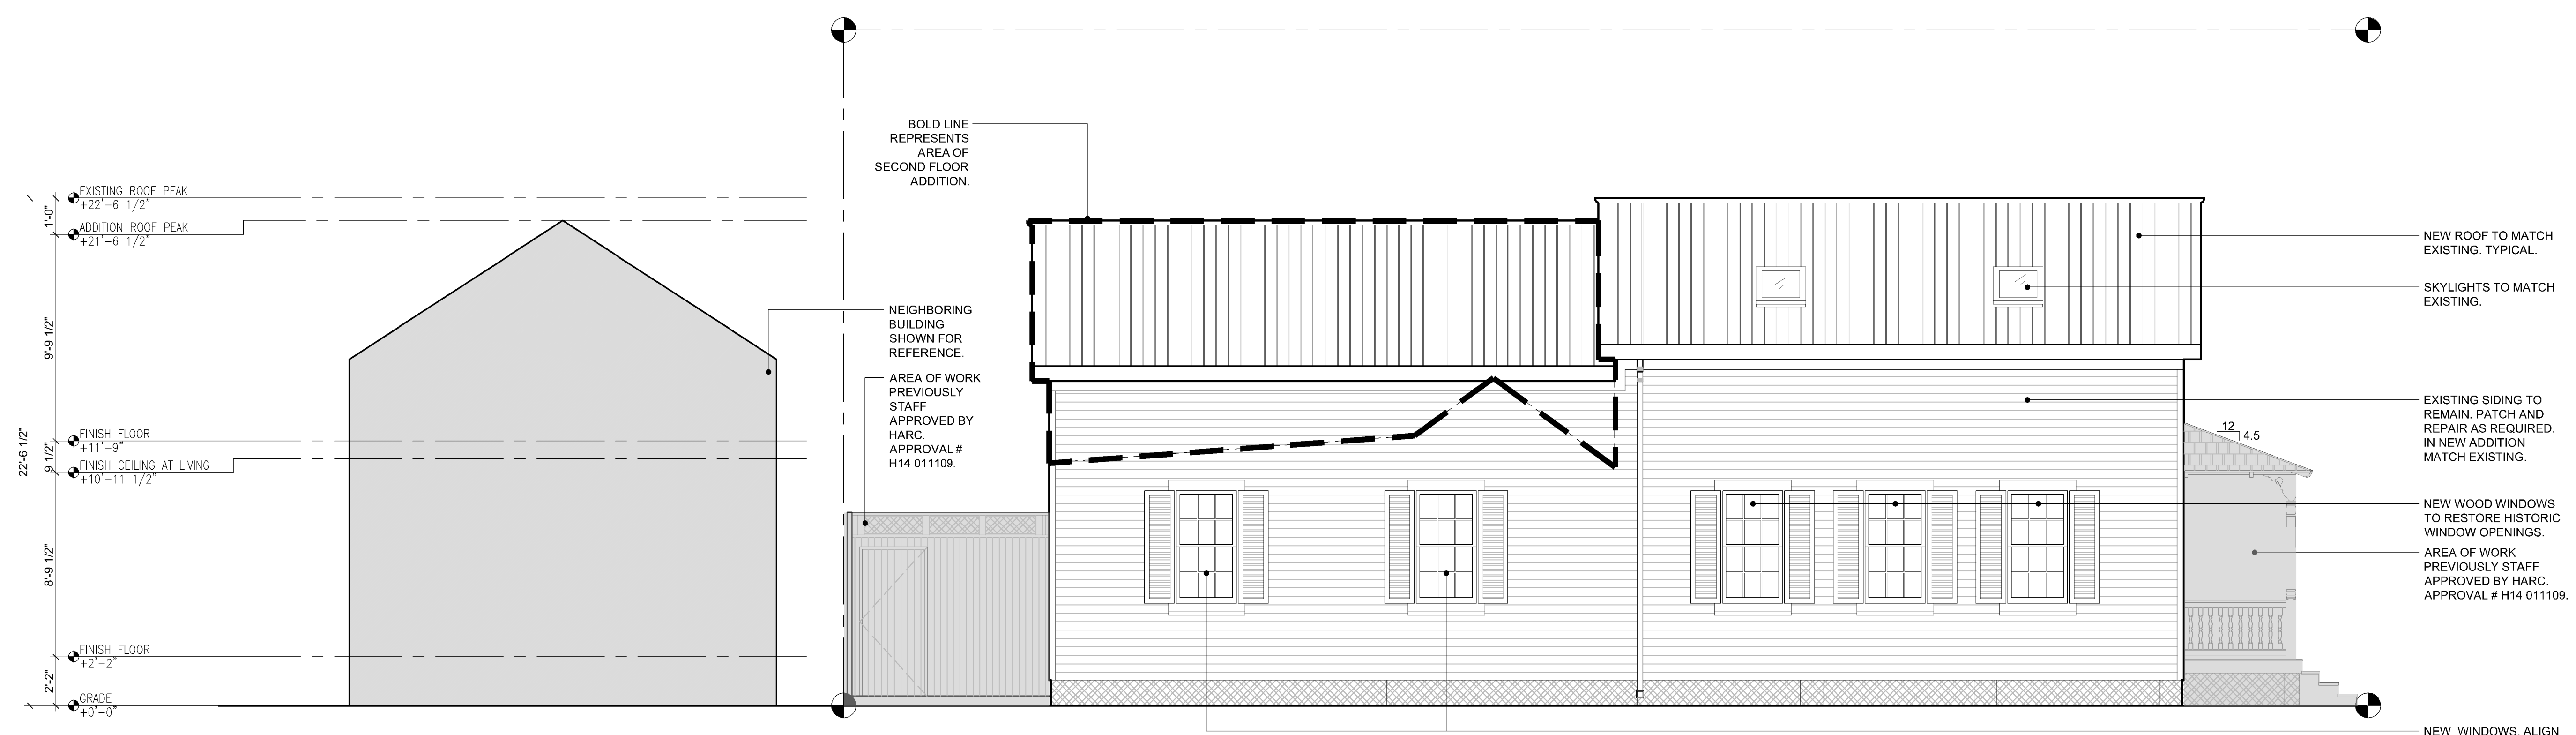 EXISTING ROOF PEAK
+22'-6 1/2"
ADDITION ROOF PEAK
+21'-6 1/2"
FINISH FLOOR
+11'-9"
FINISH CEILING AT LIVING
+10'-11 1/2"
FINISH FLOOR
+2'-2"
GRADE
+0'-0"
22'-6 1/2"
1'-0"
9'-9 1/2"
9 1/2"
8'-9 1/2"
2'-2"
BOLD LINE
REPRESENTS
AREA OF
SECOND FLOOR
ADDITION.
NEIGHBORING
BUILDING
SHOWN FOR
REFERENCE.
AREA OF WORK
PREVIOUSLY
STAFF
APPROVED BY
HARC.
APPROVAL #
H14 011109.
12
4.5
NEW ROOF TO MATCH
EXISTING. TYPICAL.
SKYLIGHTS TO MATCH
EXISTING.
EXISTING SIDING TO
REMAIN. PATCH AND
REPAIR AS REQUIRED.
IN NEW ADDITION
MATCH EXISTING.
NEW WOOD WINDOWS
TO RESTORE HISTORIC
WINDOW OPENINGS.
AREA OF WORK
PREVIOUSLY STAFF
APPROVED BY HARC.
APPROVAL # H14 011109.
NEW WINDOWS. ALIGN